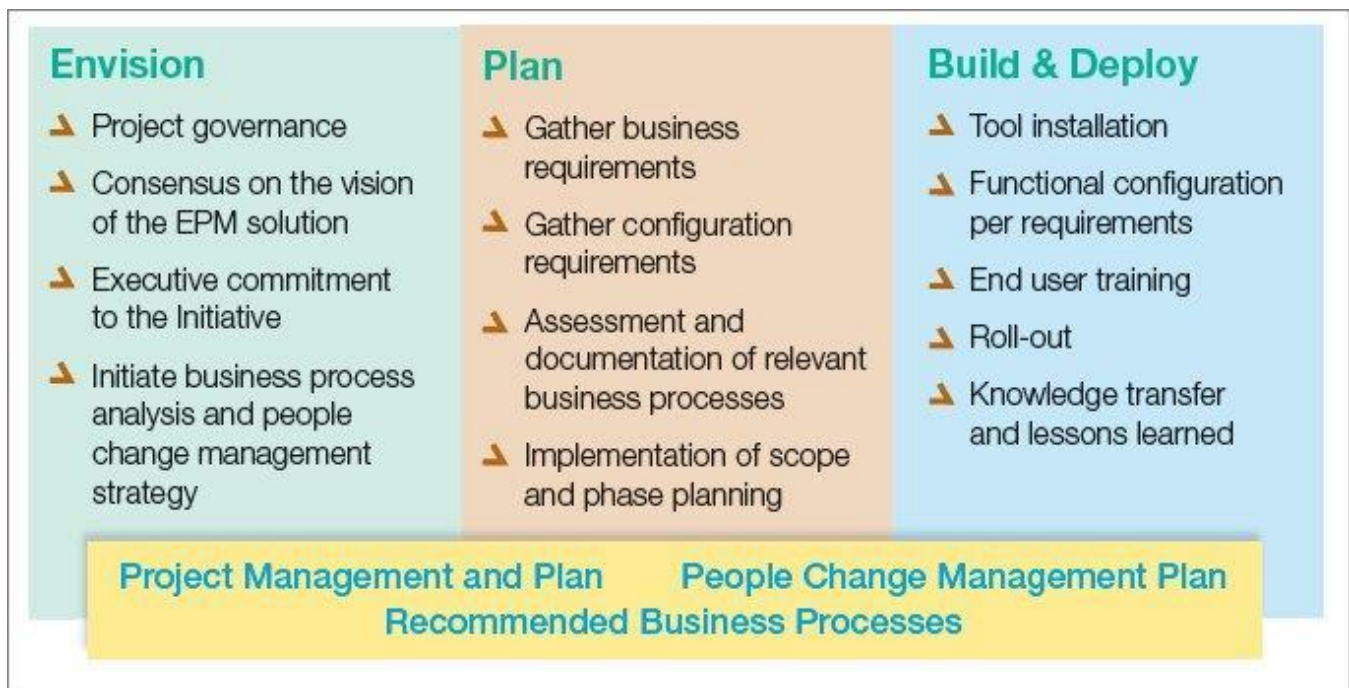 Envision
Project governance
Consensus on the vision
of the EPM solution
Executive commitment
to the Initiative
Initiate business process
analysis and people
change management
strategy
Plan
Gather business
requirements
Gather configuration
requirements
Assessment and
documentation of relevant
business processes
Implementation of scope
and phase planning
Build & Deploy
Tool installation
Functional configuration
per requirements
End user training
Roll-out
Knowledge transfer
and lessons learned
Project Management and Plan
People Change Management Plan
Recommended Business Processes